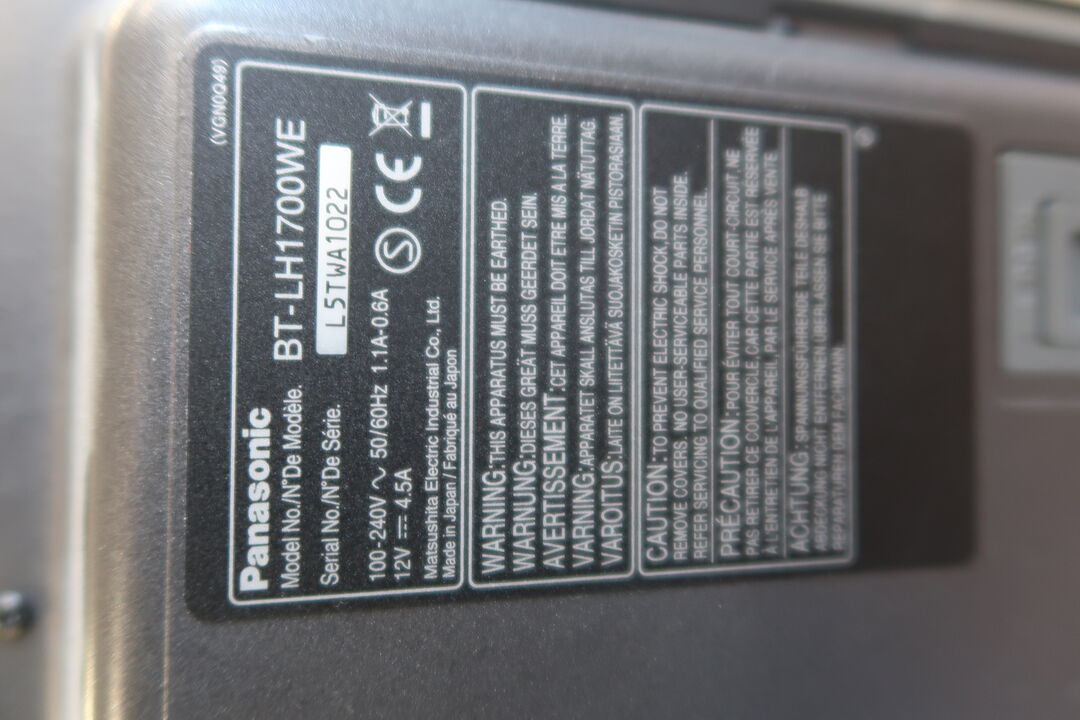 (VGN0Q49)
Panasonic
Model No./N°De Modèle. BT-LH1700WE
Serial No./N°De Série. L5TWA1022
100-240V ∿ 50/60Hz 1.1A-0.6A
12V ⎓ 4.5A
Matsushita Electric Industrial Co., Ltd.
Made in Japan / Fabriqué au Japon
S CE
WARNING:THIS APPARATUS MUST BE EARTHED.
WARNUNG:DIESES GREÄT MUSS GEERDET SEIN.
AVERTISSEMENT:CET APPAREIL DOIT ETRE MIS A LA TERRE.
VARNING:APPARATET SKALL ANSLUTAS TILL JORDAT NÄTUTTAG.
VAROITUS:LAITE ON LIITETTÄVÄ SUOJAKOSKETIN PISTORASIAAN.
CAUTION:TO PREVENT ELECTRIC SHOCK,DO NOT
REMOVE COVERS. NO USER-SERVICEABLE PARTS INSIDE.
REFER SERVICING TO QUALIFIED SERVICE PERSONNEL.
PRÉCAUTION:POUR ÉVITER TOUT COURT-CIRCUIT, NE
PAS RETIRER CE COUVERCLE, CAR CETTE PARTIE EST RÉSERVÉE
À L'ENTRETIEN DE L'APPAREIL, PAR LE SERVICE APRÈS VENTE.
ACHTUNG:SPANNUNGSFÜHRENDE TEILE DESHALB
ABDECKUNG NICHT ENTFERNEN ÜBERLASSEN SIE BITTE
REPARATUREN DEM FACHMAN